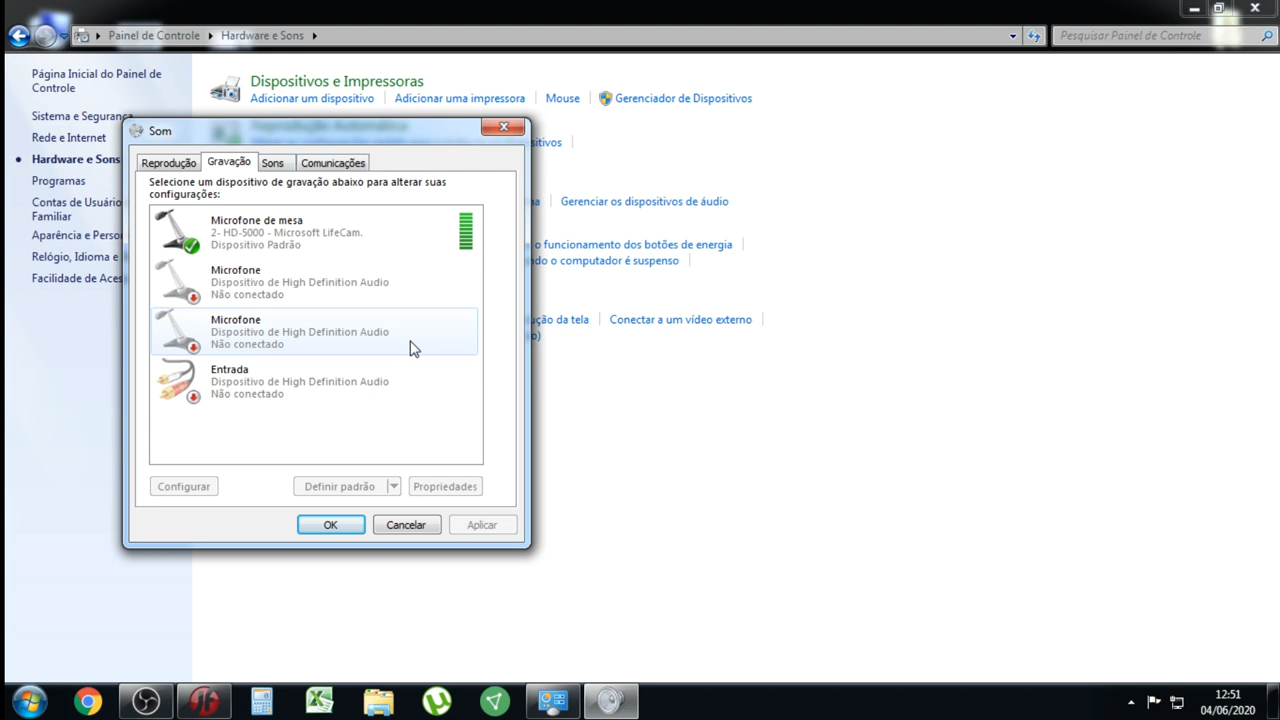 Painel de Controle
Hardware e Sons
Pesquisar Painel de Controle
Página Inicial do Painel de
Controle
Sistema e Segurança
Rede e Internet
Hardware e Sons
Programas
Contas de Usuário
Familiar
Aparência e
Relógio, Idioma e
Facilidade de
Dispositivos e Impressoras
Adicionar um dispositivo
Adicionar uma impressora
Mouse
Gerenciador de Dispositivos
Reprodução Automática
Gerenciar os dispositivos de áudio
o funcionamento dos botões de energia
o computador é suspenso
da tela
Conectar a um vídeo externo
Som
Reprodução
Gravação
Sons
Comunicações
Selecione um dispositivo de gravação abaixo para alterar suas
configurações:
Microfone de mesa
2- HD-5000 - Microsoft LifeCam.
Dispositivo Padrão
Microfone
Dispositivo de High Definition Audio
Não conectado
Microfone
Dispositivo de High Definition Audio
Não conectado
Entrada
Dispositivo de High Definition Audio
Não conectado
Configurar
Definir padrão
Propriedades
OK
Cancelar
Aplicar
12:51
04/06/2020